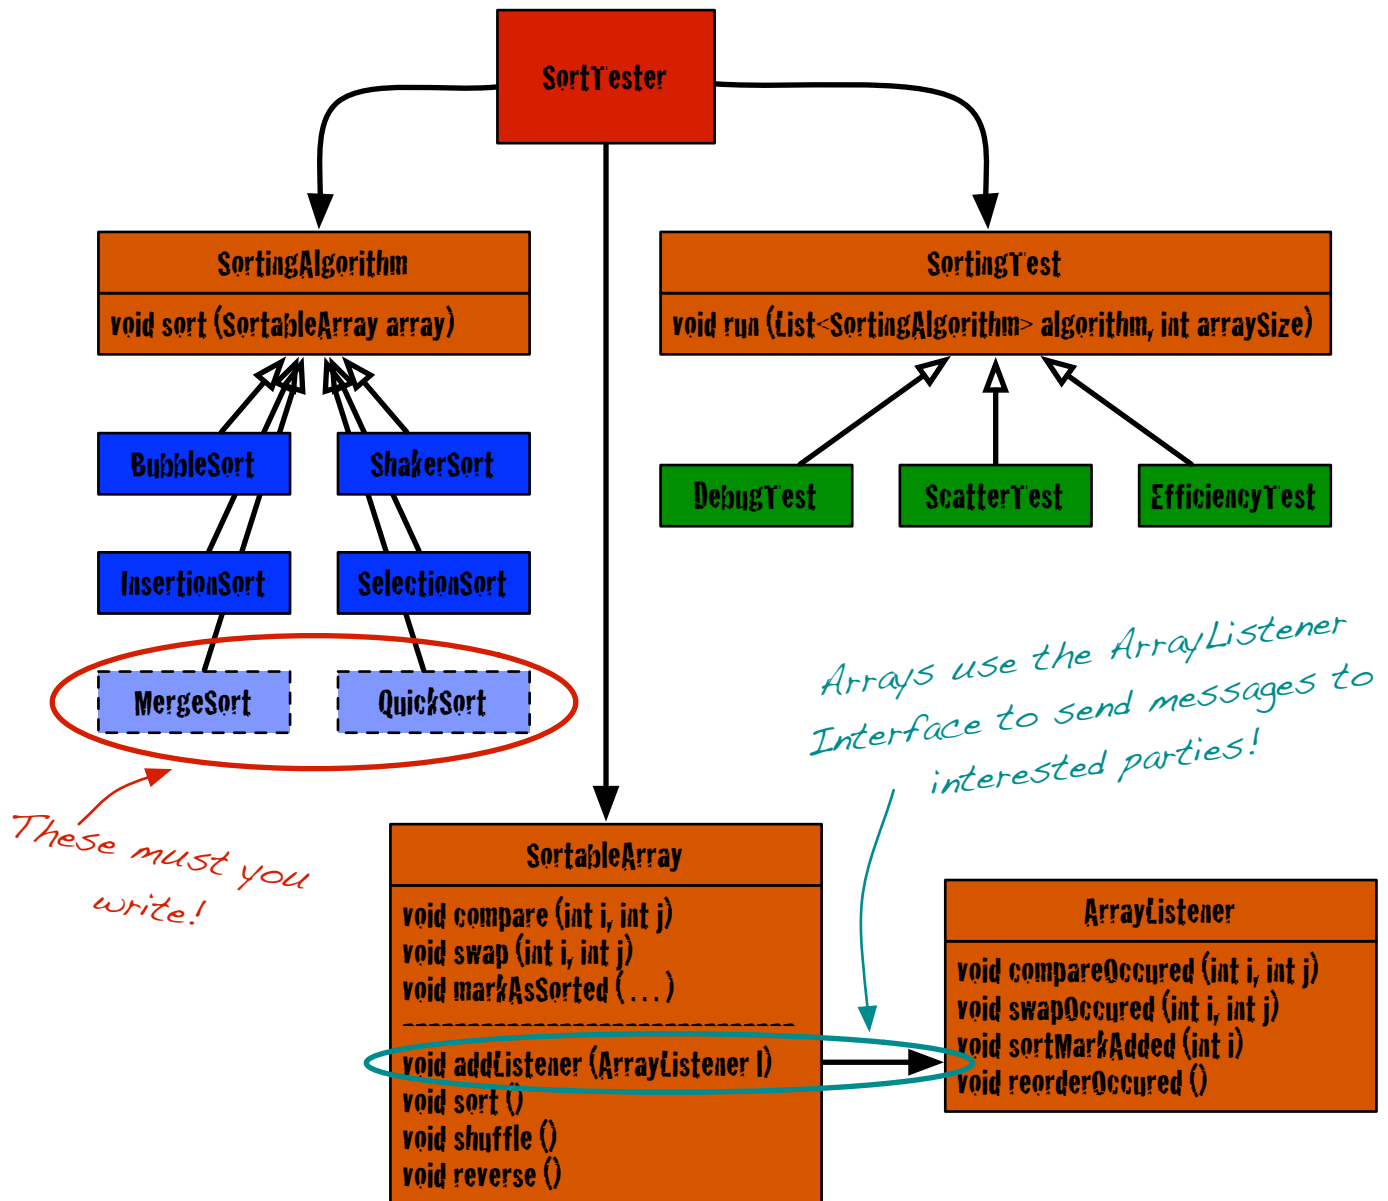 SortTester
SortingAlgorithm
void sort (SortableArray array)
SortingTest
void run (List<SortingAlgorithm> algorithm, int arraySize)
BubbleSort
ShakerSort
InsertionSort
SelectionSort
MergeSort
QuickSort
DebugTest
ScatterTest
EfficiencyTest
These must you
write!
Arrays use the ArrayListener
Interface to send messages to
interested parties!
SortableArray
void compare (int i, int j)
void swap (int i, int j)
void markAsSorted (...)
------------------------------
void addListener (ArrayListener l)
void sort ()
void shuffle ()
void reverse ()
ArrayListener
void compareOccured (int i, int j)
void swapOccured (int i, int j)
void sortMarkAdded (int i)
void reorderOccured ()